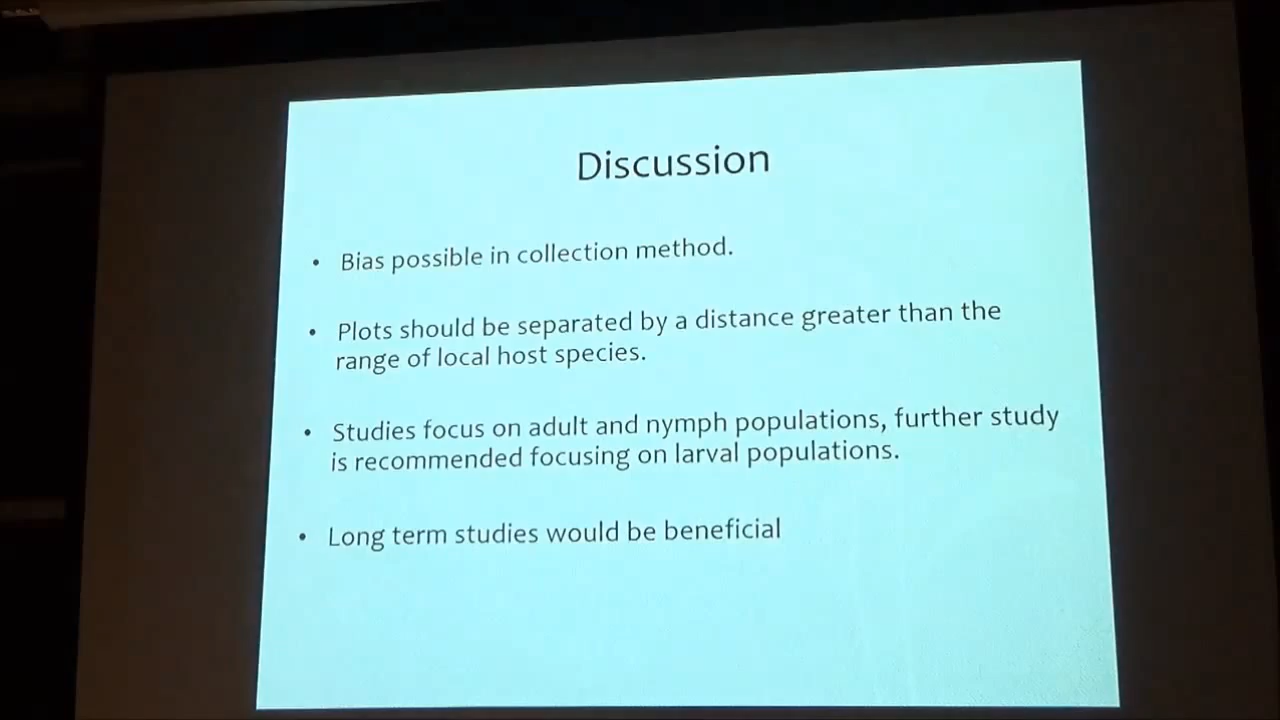 Discussion
• Bias possible in collection method.
• Plots should be separated by a distance greater than the
range of local host species.
• Studies focus on adult and nymph populations, further study
is recommended focusing on larval populations.
• Long term studies would be beneficial